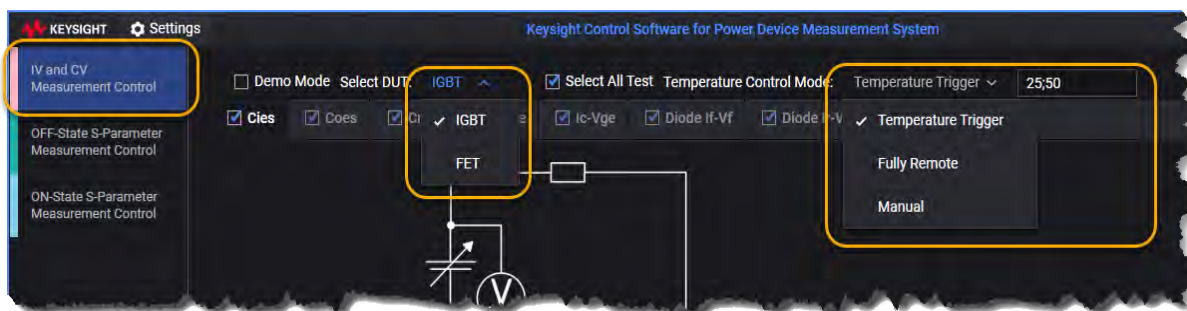 KEYSIGHT Settings Keysight Control Software for Power Device Measurement System
IV and CV
Measurement Control
Demo Mode Select DUT: IGBT Select All Test Temperature Control Mode: Temperature Trigger 25;50
Cies Coes Ic-Vge Diode If-Vf Diode
IGBT
Temperature Trigger
OFF-State S-Parameter
Measurement Control
FET
Fully Remote
ON-State S-Parameter
Measurement Control
Manual
V